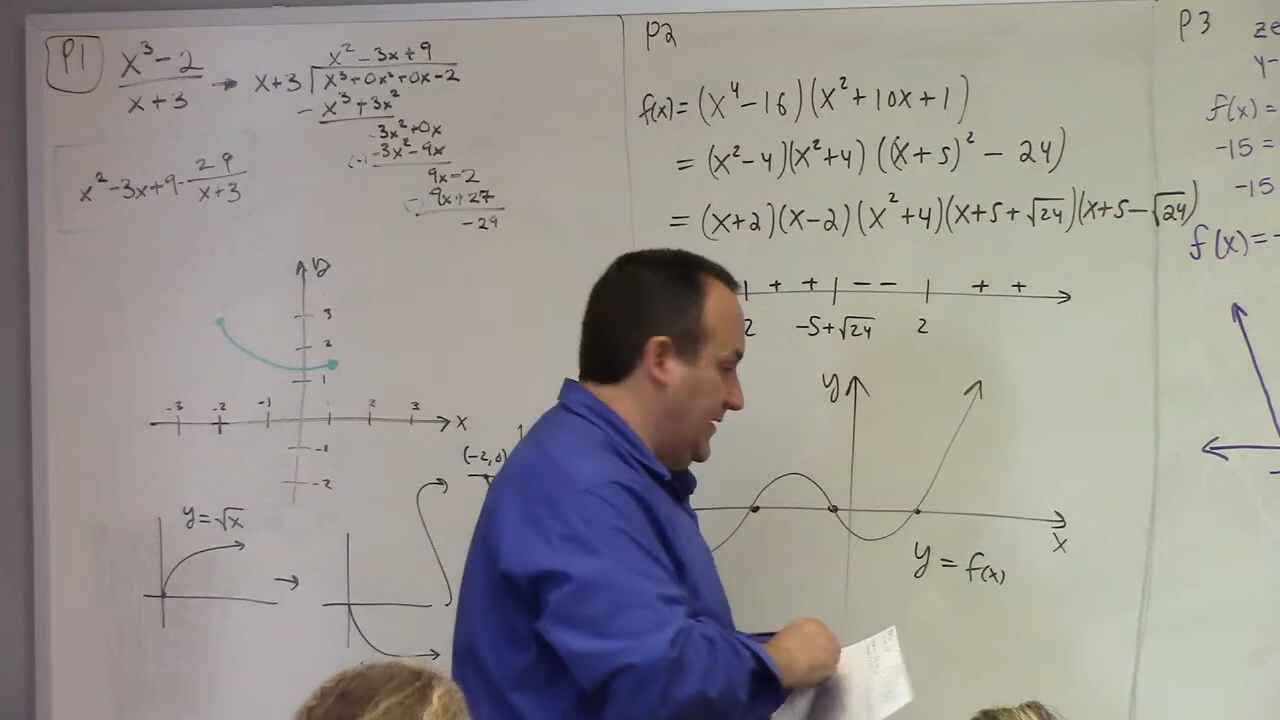 P1
x³ - 2 / x + 3 → x + 3 ) x³ + 0x² + 0x - 2
x² - 3x + 9
- x³ + 3x²
-3x² + 0x
(-) -3x² - 9x
9x - 2
- 9x + 27
-29
x² - 3x + 9 - 29 / x + 3
y
3
2
1
-3 -2 -1 2 3 x
-1
-2
y = √x
(-2, 0)
P2
f(x) = (x⁴ - 16)(x² + 10x + 1)
= (x² - 4)(x² + 4)((x + 5)² - 24)
= (x + 2)(x - 2)(x² + 4)(x + 5 + √24)(x + 5 - √24)
+ + - - + +
2 -5 + √24 2
y
x
y = f(x)
P3
f(x) =
-15 =
-15
f(x) = -